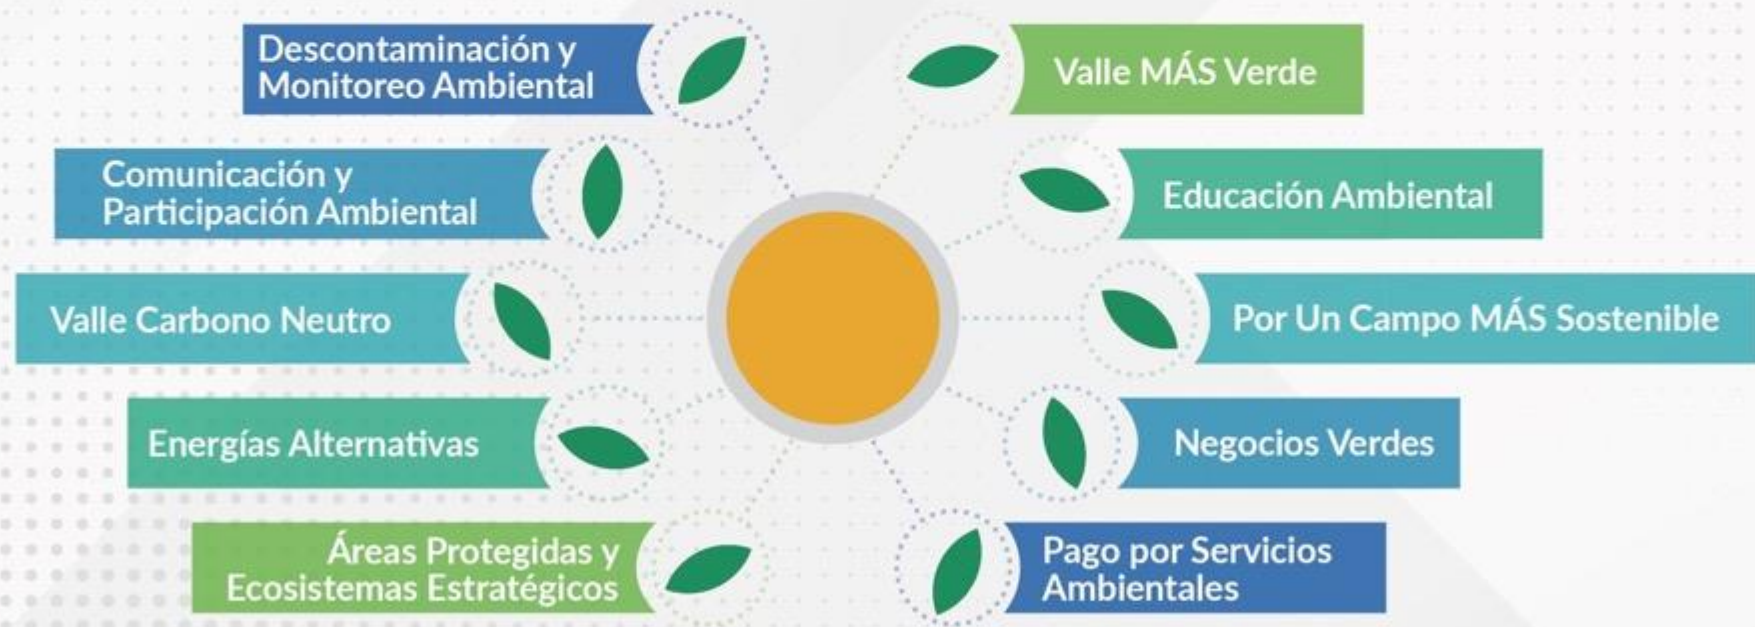 Descontaminación y
Monitoreo Ambiental
Valle MÁS Verde
Comunicación y
Participación Ambiental
Educación Ambiental
Valle Carbono Neutro
Por Un Campo MÁS Sostenible
Energías Alternativas
Negocios Verdes
Áreas Protegidas y
Ecosistemas Estratégicos
Pago por Servicios
Ambientales